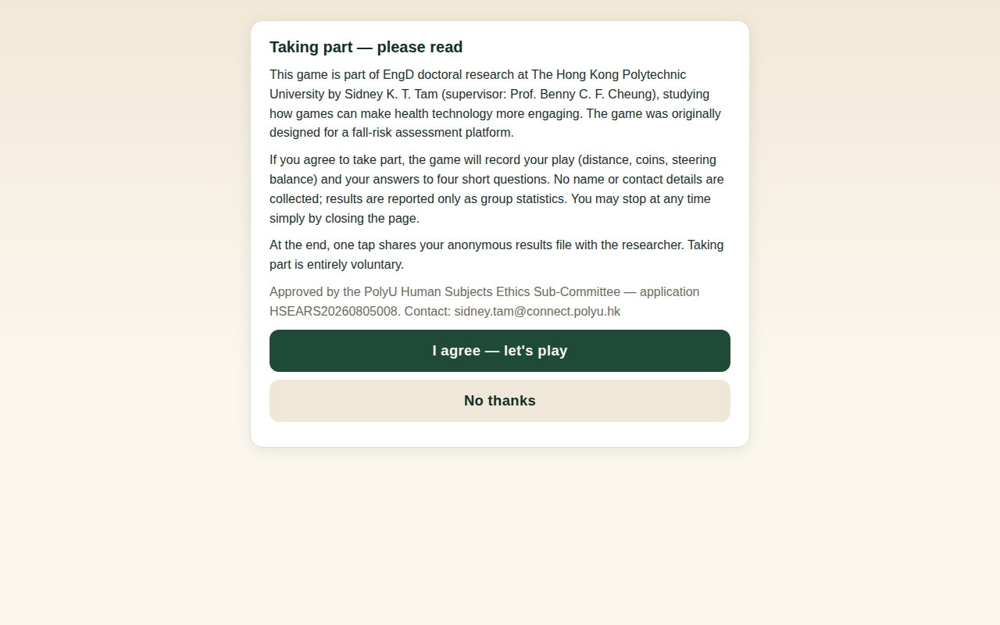 Taking part — please read
This game is part of EngD doctoral research at The Hong Kong Polytechnic
University by Sidney K. T. Tam (supervisor: Prof. Benny C. F. Cheung), studying
how games can make health technology more engaging. The game was originally
designed for a fall-risk assessment platform.
If you agree to take part, the game will record your play (distance, coins, steering
balance) and your answers to four short questions. No name or contact details are
collected; results are reported only as group statistics. You may stop at any time
simply by closing the page.
At the end, one tap shares your anonymous results file with the researcher. Taking
part is entirely voluntary.
Approved by the PolyU Human Subjects Ethics Sub-Committee — application
HSEARS20260805008. Contact: sidney.tam@connect.polyu.hk
I agree — let's play
No thanks